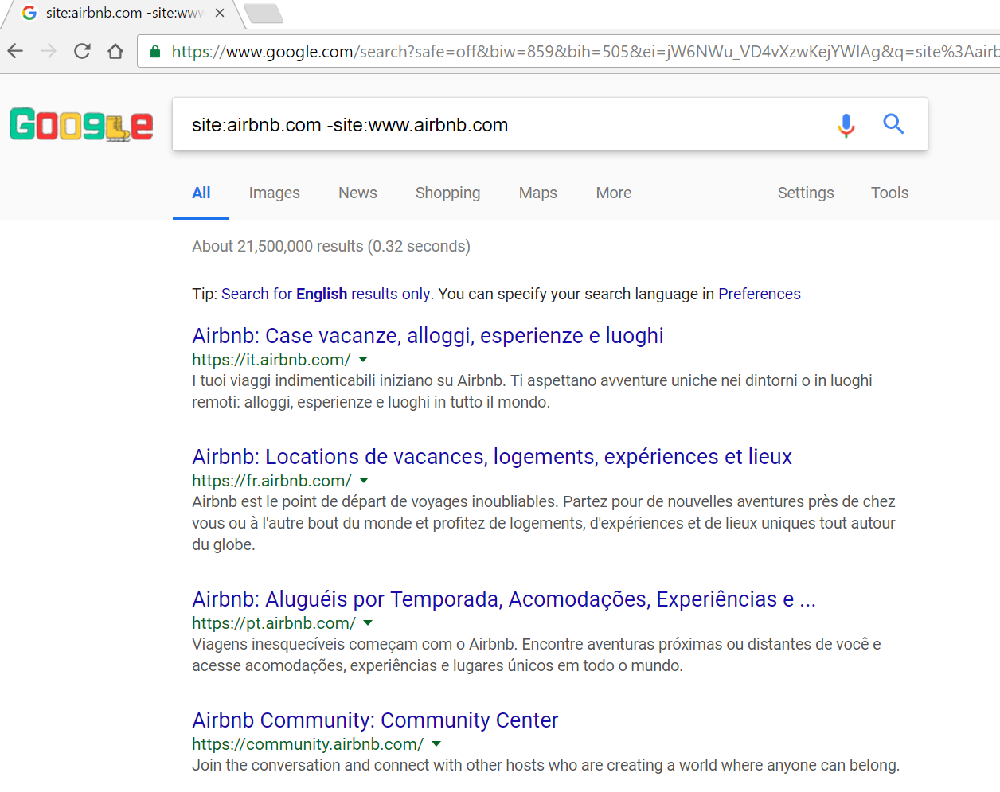 site:airbnb.com -site:www
https://www.google.com/search?safe=off&biw=859&bih=505&ei=jW6NWu_VD4vXzwKejYWIAg&q=site%3Aairb
Google
site:airbnb.com -site:www.airbnb.com
All Images News Shopping Maps More Settings Tools
About 21,500,000 results (0.32 seconds)
Tip: Search for English results only. You can specify your search language in Preferences
Airbnb: Case vacanze, alloggi, esperienze e luoghi
https://it.airbnb.com/
I tuoi viaggi indimenticabili iniziano su Airbnb. Ti aspettano avventure uniche nei dintorni o in luoghi
remoti: alloggi, esperienze e luoghi in tutto il mondo.
Airbnb: Locations de vacances, logements, expériences et lieux
https://fr.airbnb.com/
Airbnb est le point de départ de voyages inoubliables. Partez pour de nouvelles aventures près de chez
vous ou à l'autre bout du monde et profitez de logements, d'expériences et de lieux uniques tout autour
du globe.
Airbnb: Aluguéis por Temporada, Acomodações, Experiências e ...
https://pt.airbnb.com/
Viagens inesquecíveis começam com o Airbnb. Encontre aventuras próximas ou distantes de você e
acesse acomodações, experiências e lugares únicos em todo o mundo.
Airbnb Community: Community Center
https://community.airbnb.com/
Join the conversation and connect with other hosts who are creating a world where anyone can belong.